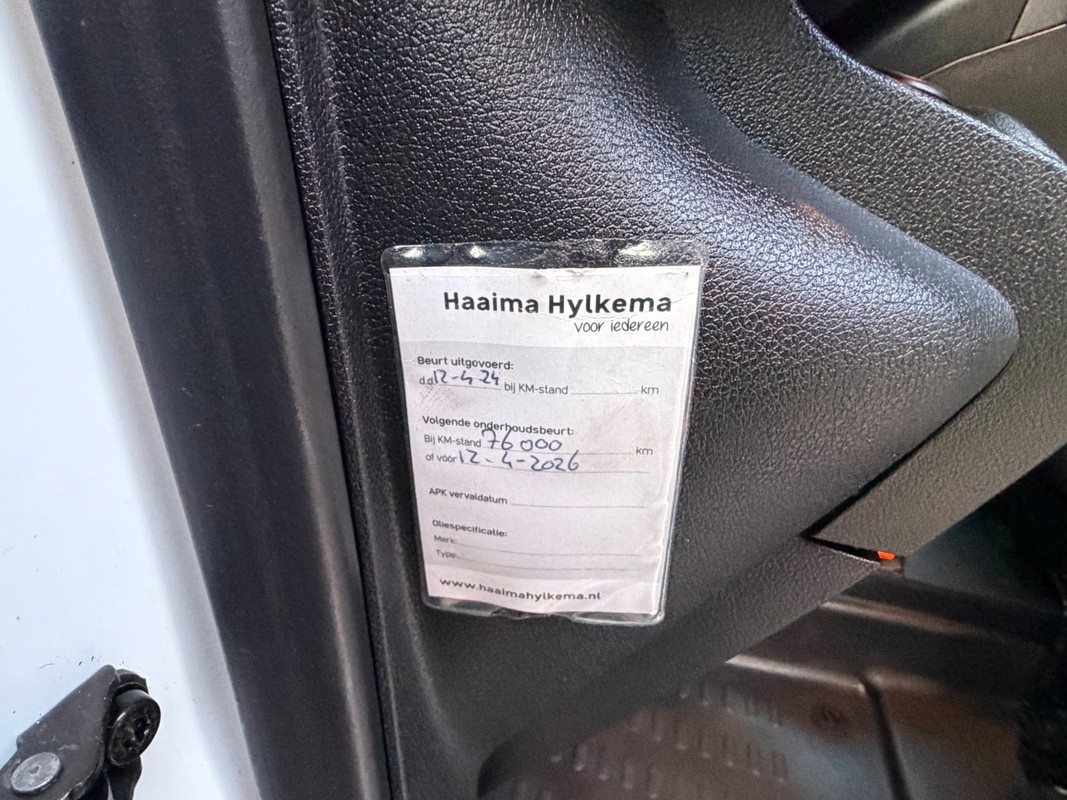 Haaima Hylkema
voor iedereen
Beurt uitgevoerd:
d.d 12-4-24 bij KM-stand km
Volgende onderhoudsbeurt:
Bij KM-stand 76000 km
of vóór 12-4-2026
APK vervaldatum
Oliespecificatie:
Merk:
Type:
www.haaimahylkema.nl